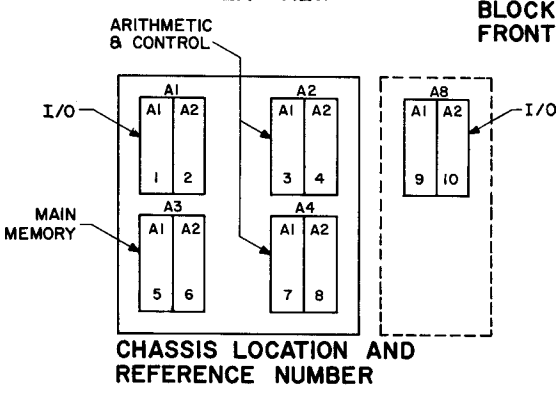 BLOCK
FRONT
ARITHMETIC
& CONTROL
I/O
A1
A1 A2
1 2
A2
A1 A2
3 4
A8
A1 A2
9 10
I/O
MAIN
MEMORY
A3
A1 A2
5 6
A4
A1 A2
7 8
CHASSIS LOCATION AND
REFERENCE NUMBER